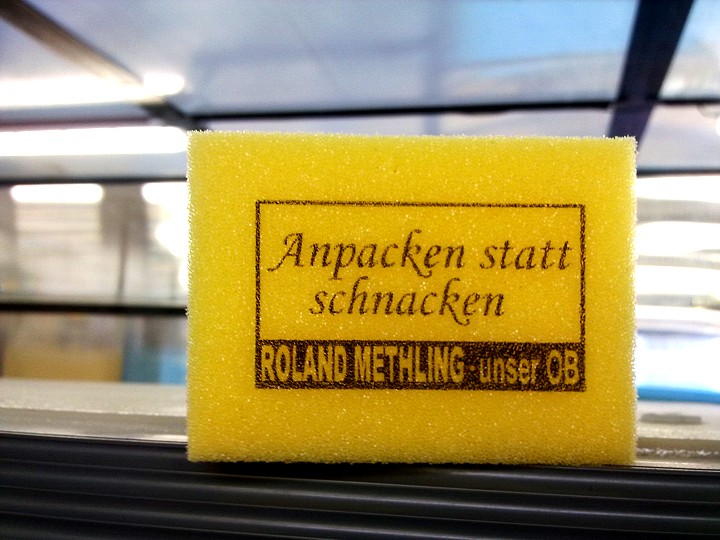 Anpacken statt
schnacken
ROLAND METHLING - unser OB